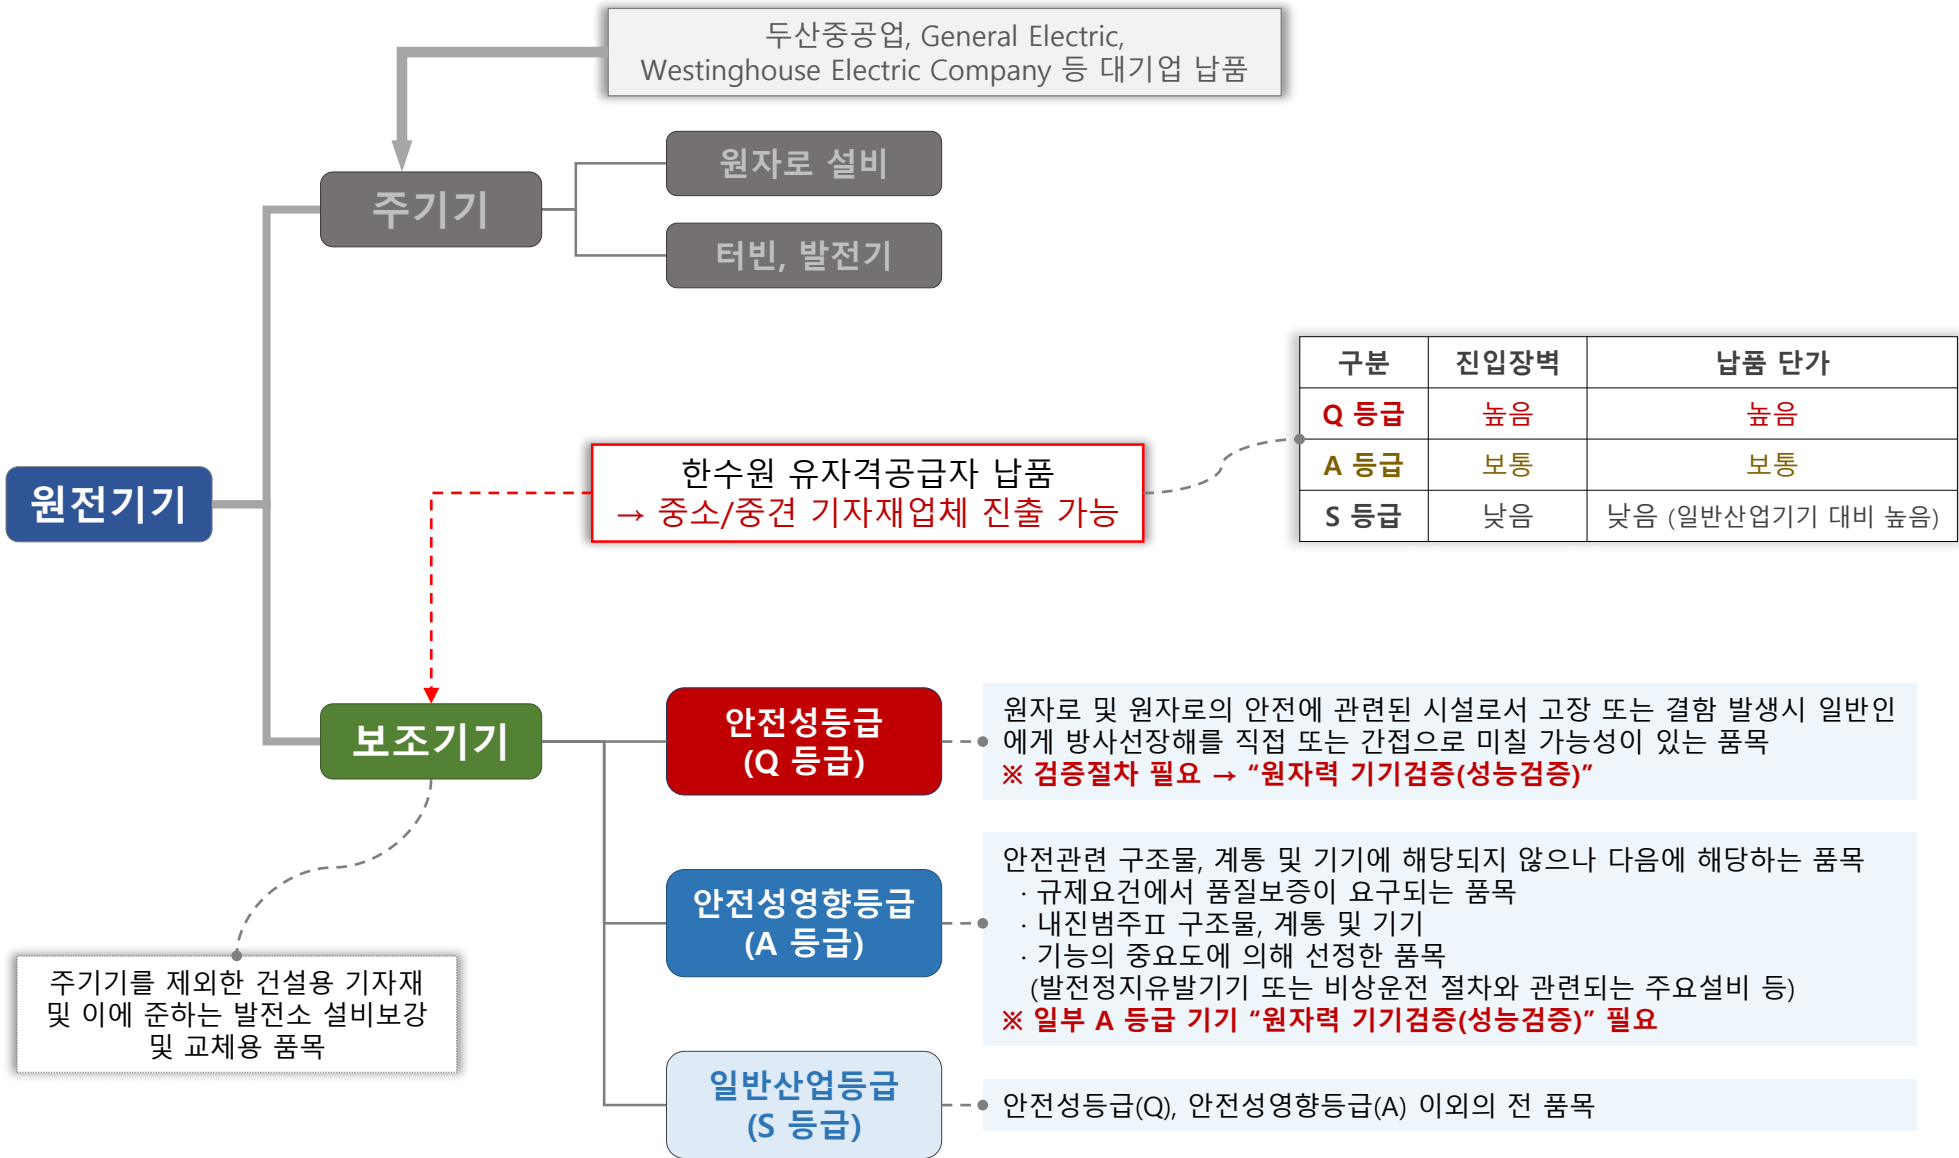 두산중공업, General Electric,
Westinghouse Electric Company 등 대기업 납품
원자로 설비
주기기
터빈, 발전기
구분 진입장벽 납품 단가
Q 등급 높음 높음
A 등급 보통 보통
S 등급 낮음 낮음 (일반산업기기 대비 높음)
한수원 유자격공급자 납품
→ 중소/중견 기자재업체 진출 가능
원전기기
보조기기
안전성등급
(Q 등급)
원자로 및 원자로의 안전에 관련된 시설로서 고장 또는 결함 발생시 일반인
에게 방사선장해를 직접 또는 간접으로 미칠 가능성이 있는 품목
※ 검증절차 필요 → “원자력 기기검증(성능검증)”
안전성영향등급
(A 등급)
안전관련 구조물, 계통 및 기기에 해당되지 않으나 다음에 해당하는 품목
· 규제요건에서 품질보증이 요구되는 품목
· 내진범주Ⅱ 구조물, 계통 및 기기
· 기능의 중요도에 의해 선정한 품목
(발전정지유발기기 또는 비상운전 절차와 관련되는 주요설비 등)
※ 일부 A 등급 기기 “원자력 기기검증(성능검증)” 필요
주기기를 제외한 건설용 기자재
및 이에 준하는 발전소 설비보강
및 교체용 품목
일반산업등급
(S 등급)
안전성등급(Q), 안전성영향등급(A) 이외의 전 품목